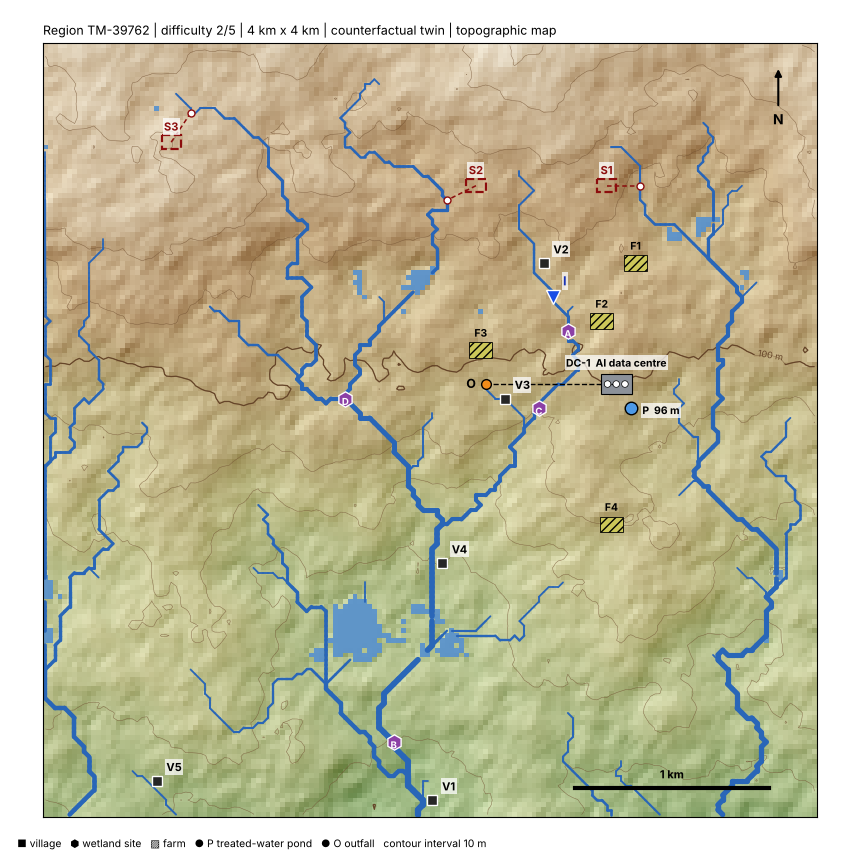 Region TM-39762 | difficulty 2/5 | 4 km x 4 km | counterfactual twin | topographic map
N
S3
S2
S1
V2
I
F1
F2
A
F3
100 m
DC-1 AI data centre
O
V3
D
C
P 96 m
F4
V4
B
V5
V1
1 km
village wetland site farm P treated-water pond O outfall contour interval 10 m